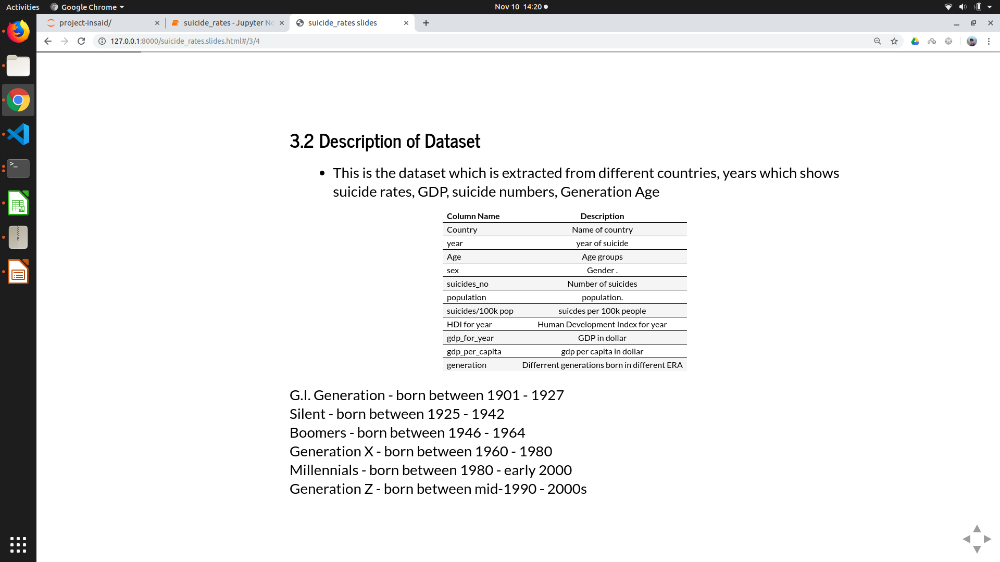 Activities Google Chrome Nov 10 14:20
project-insaid/ suicide_rates - Jupyter No suicide_rates slides
127.0.0.1:8000/suicide_rates.slides.html#/3/4
3.2 Description of Dataset
• This is the dataset which is extracted from different countries, years which shows
suicide rates, GDP, suicide numbers, Generation Age
Column Name Description
Country Name of country
year year of suicide
Age Age groups
sex Gender .
suicides_no Number of suicides
population population.
suicides/100k pop suicdes per 100k people
HDI for year Human Development Index for year
gdp_for_year GDP in dollar
gdp_per_capita gdp per capita in dollar
generation Differrent generations born in different ERA
G.I. Generation - born between 1901 - 1927
Silent - born between 1925 - 1942
Boomers - born between 1946 - 1964
Generation X - born between 1960 - 1980
Millennials - born between 1980 - early 2000
Generation Z - born between mid-1990 - 2000s